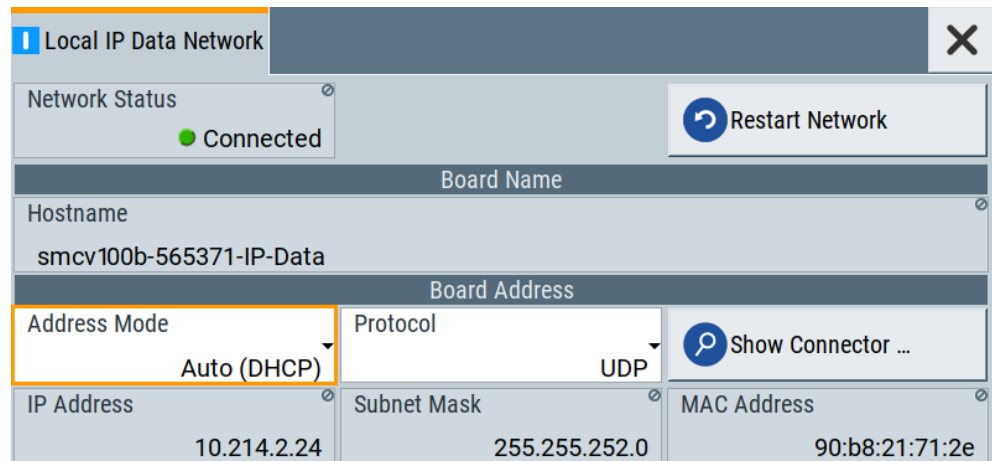 Local IP Data Network
Network Status
Connected
Restart Network
Board Name
Hostname
smcv100b-565371-IP-Data
Board Address
Address Mode
Auto (DHCP)
Protocol
UDP
Show Connector ...
IP Address
10.214.2.24
Subnet Mask
255.255.252.0
MAC Address
90:b8:21:71:2e